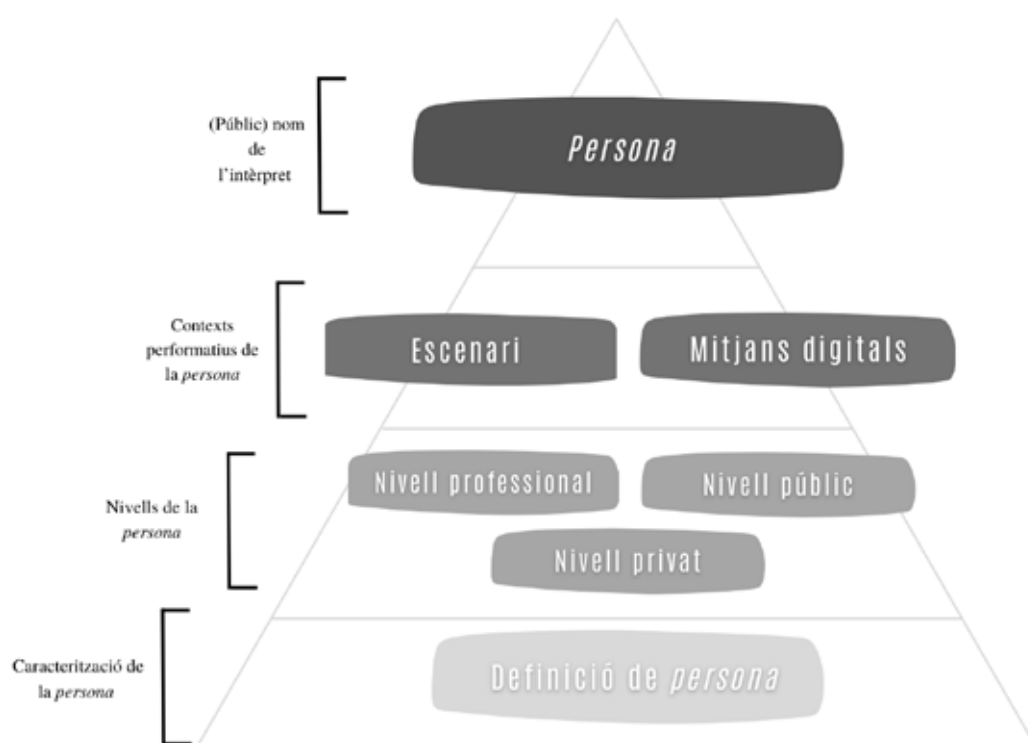 (Públic) nom
de
l'intèrpret
Persona
Contexts
performatius de
la persona
Escenari
Mitjans digitals
Nivells de la
persona
Nivell professional
Nivell públic
Nivell privat
Caracterització de
la persona
Definició de persona